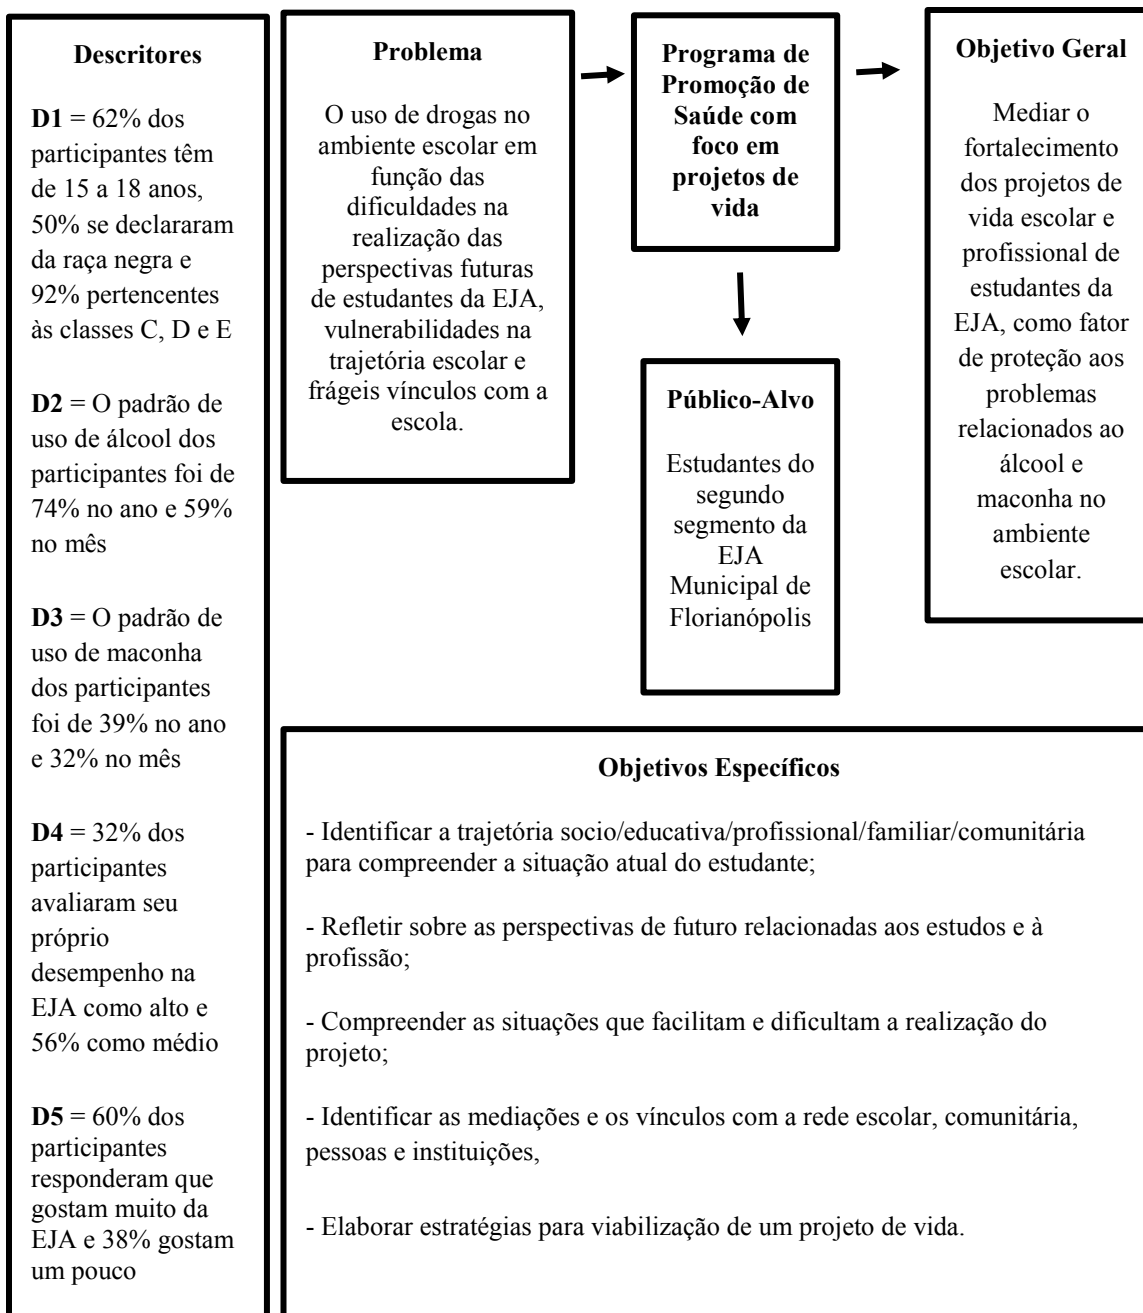 Descritores
D1 = 62% dos
participantes têm
de 15 a 18 anos,
50% se declararam
da raça negra e
92% pertencentes
às classes C, D e E
D2 = O padrão de
uso de álcool dos
participantes foi de
74% no ano e 59%
no mês
D3 = O padrão de
uso de maconha
dos participantes
foi de 39% no ano
e 32% no mês
D4 = 32% dos
participantes
avaliaram seu
próprio
desempenho na
EJA como alto e
56% como médio
D5 = 60% dos
participantes
responderam que
gostam muito da
EJA e 38% gostam
um pouco
Problema
O uso de drogas no
ambiente escolar em
função das
dificuldades na
realização das
perspectivas futuras
de estudantes da EJA,
vulnerabilidades na
trajetória escolar e
frágeis vínculos com a
escola.
Programa de
Promoção de
Saúde com
foco em
projetos de
vida
Público-Alvo
Estudantes do
segundo
segmento da
EJA
Municipal de
Florianópolis
Objetivo Geral
Mediar o
fortalecimento
dos projetos de
vida escolar e
profissional de
estudantes da
EJA, como fator
de proteção aos
problemas
relacionados ao
álcool e
maconha no
ambiente
escolar.
Objetivos Específicos
- Identificar a trajetória socio/educativa/profissional/familiar/comunitária
para compreender a situação atual do estudante;
- Refletir sobre as perspectivas de futuro relacionadas aos estudos e à
profissão;
- Compreender as situações que facilitam e dificultam a realização do
projeto;
- Identificar as mediações e os vínculos com a rede escolar, comunitária,
pessoas e instituições,
- Elaborar estratégias para viabilização de um projeto de vida.